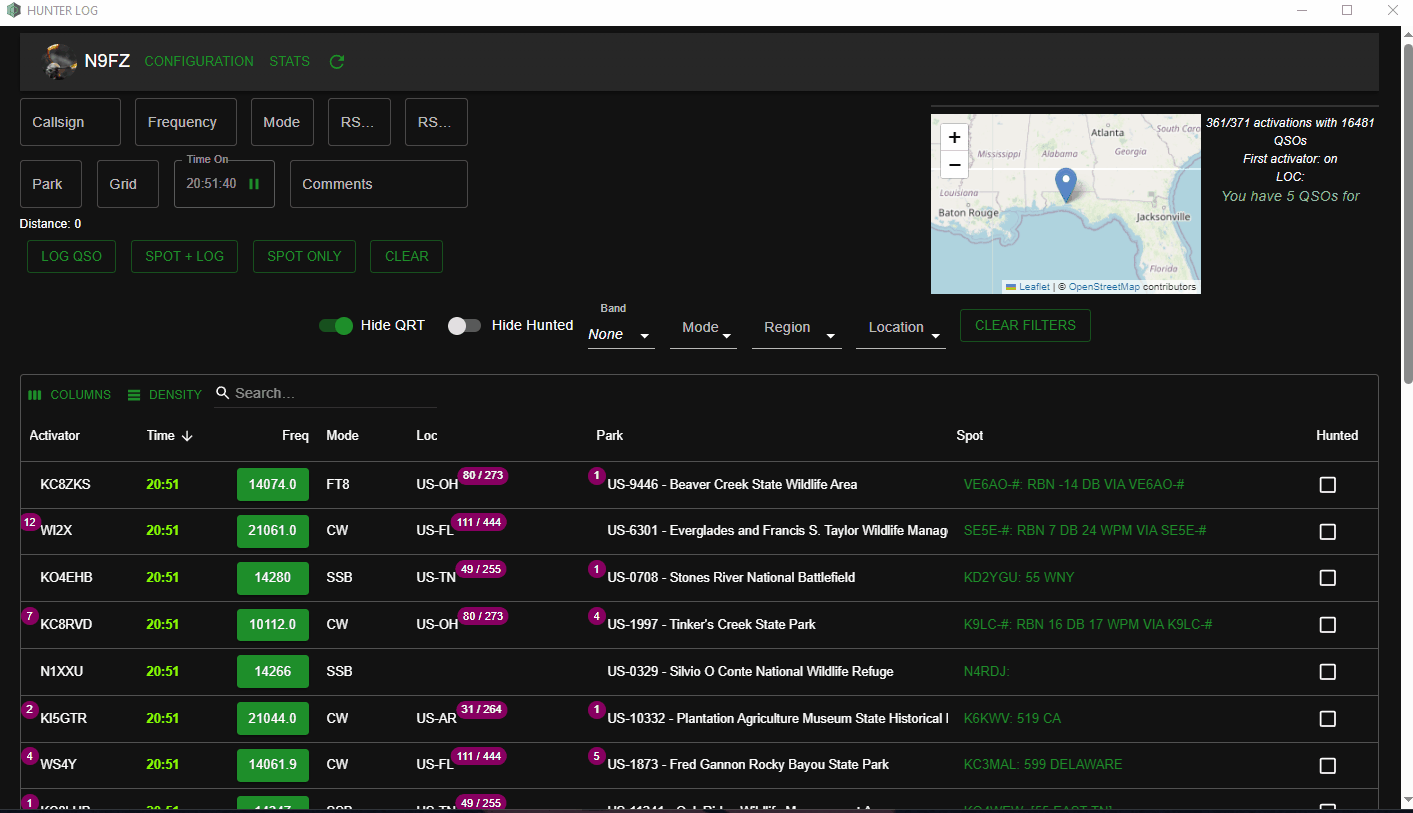 HUNTER LOG
N9FZ CONFIGURATION STATS
Callsign Frequency Mode RS... RS...
Time On
Park Grid 20:51:40 Comments
Distance: 0
LOG QSO SPOT + LOG SPOT ONLY CLEAR
+
−
Atlanta South Caro
Mississippi Alabama Georgia
Louisiana
Baton Rouge Jacksonville
Florida
Leaflet | © OpenStreetMap contributors
361/371 activations with 16481
QSOs
First activator: on
LOC:
You have 5 QSOs for
Hide QRT Hide Hunted Band None Mode Region Location CLEAR FILTERS
COLUMNS DENSITY Search...
Activator Time Freq Mode Loc Park Spot Hunted
KC8ZKS 20:51 14074.0 FT8 US-OH 80 / 273 1 US-9446 - Beaver Creek State Wildlife Area VE6AO-#: RBN -14 DB VIA VE6AO-#
12 WI2X 20:51 21061.0 CW US-FL 111 / 444 US-6301 - Everglades and Francis S. Taylor Wildlife Manag SE5E-#: RBN 7 DB 24 WPM VIA SE5E-#
KO4EHB 20:51 14280 SSB US-TN 49 / 255 1 US-0708 - Stones River National Battlefield KD2YGU: 55 WNY
7 KC8RVD 20:51 10112.0 CW US-OH 80 / 273 4 US-1997 - Tinker's Creek State Park K9LC-#: RBN 16 DB 17 WPM VIA K9LC-#
N1XXU 20:51 14266 SSB US-0329 - Silvio O Conte National Wildlife Refuge N4RDJ:
2 KI5GTR 20:51 21044.0 CW US-AR 31 / 264 1 US-10332 - Plantation Agriculture Museum State Historical K6KWV: 519 CA
4 WS4Y 20:51 14061.9 CW US-FL 111 / 444 5 US-1873 - Fred Gannon Rocky Bayou State Park KC3MAL: 599 DELAWARE
1 20:51 SSB US-TN 49 / 255